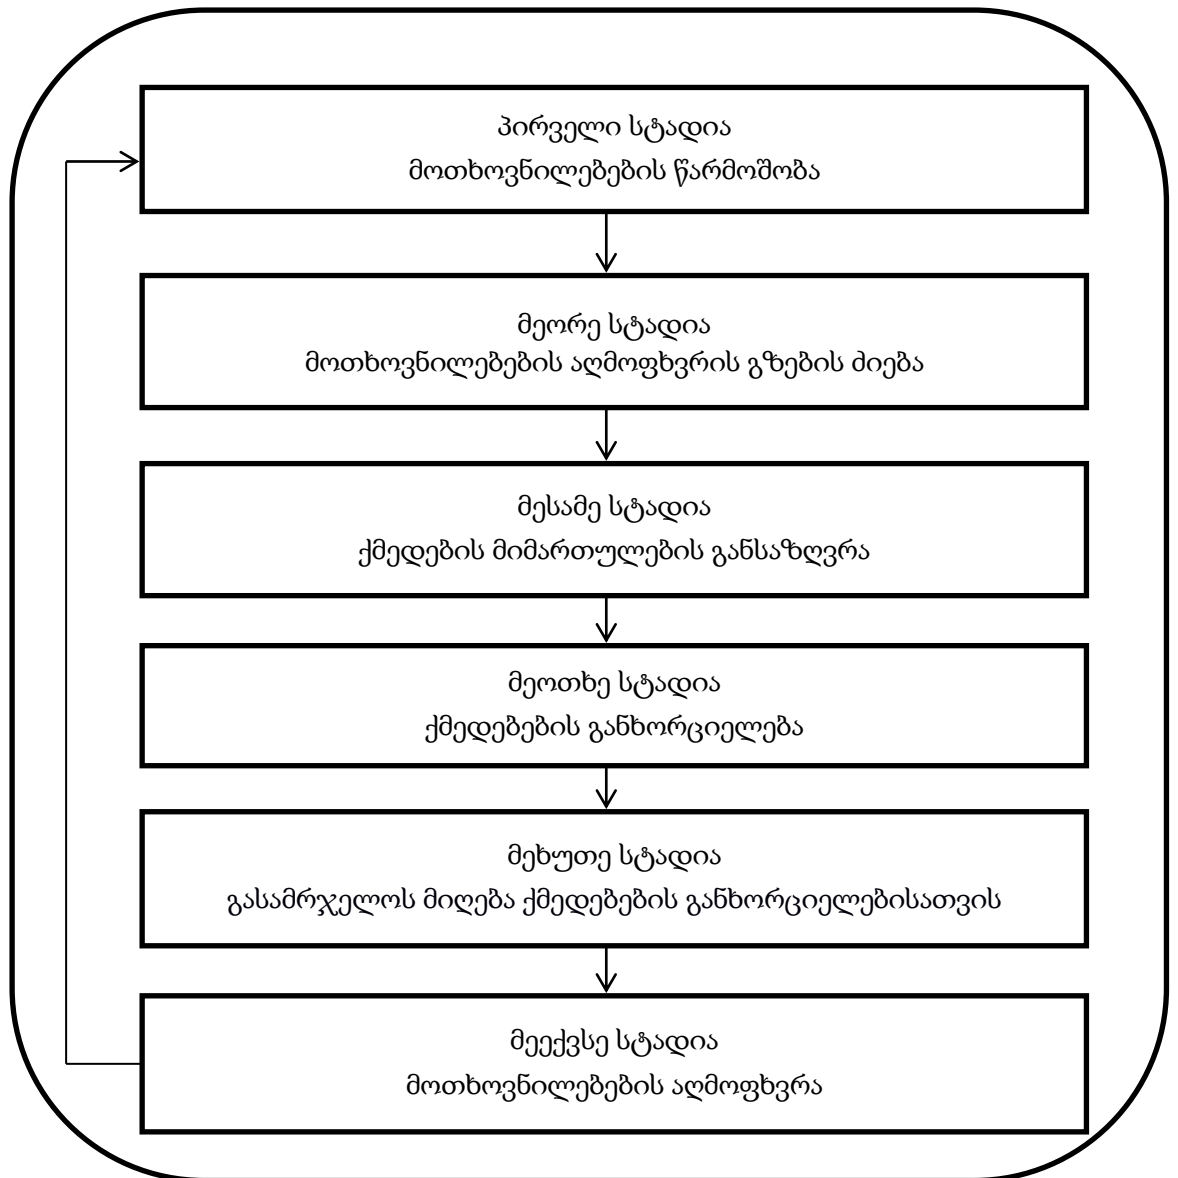 პირველი სტადია
მოთხოვნილებების წარმოშობა
მეორე სტადია
მოთხოვნილებების აღმოფხვრის გზების ძიება
მესამე სტადია
ქმედების მიმართულების განსაზღვრა
მეოთხე სტადია
ქმედებების განხორციელება
მეხუთე სტადია
გასამრჯელოს მიღება ქმედებების განხორციელებისათვის
მეექვსე სტადია
მოთხოვნილებების აღმოფხვრა